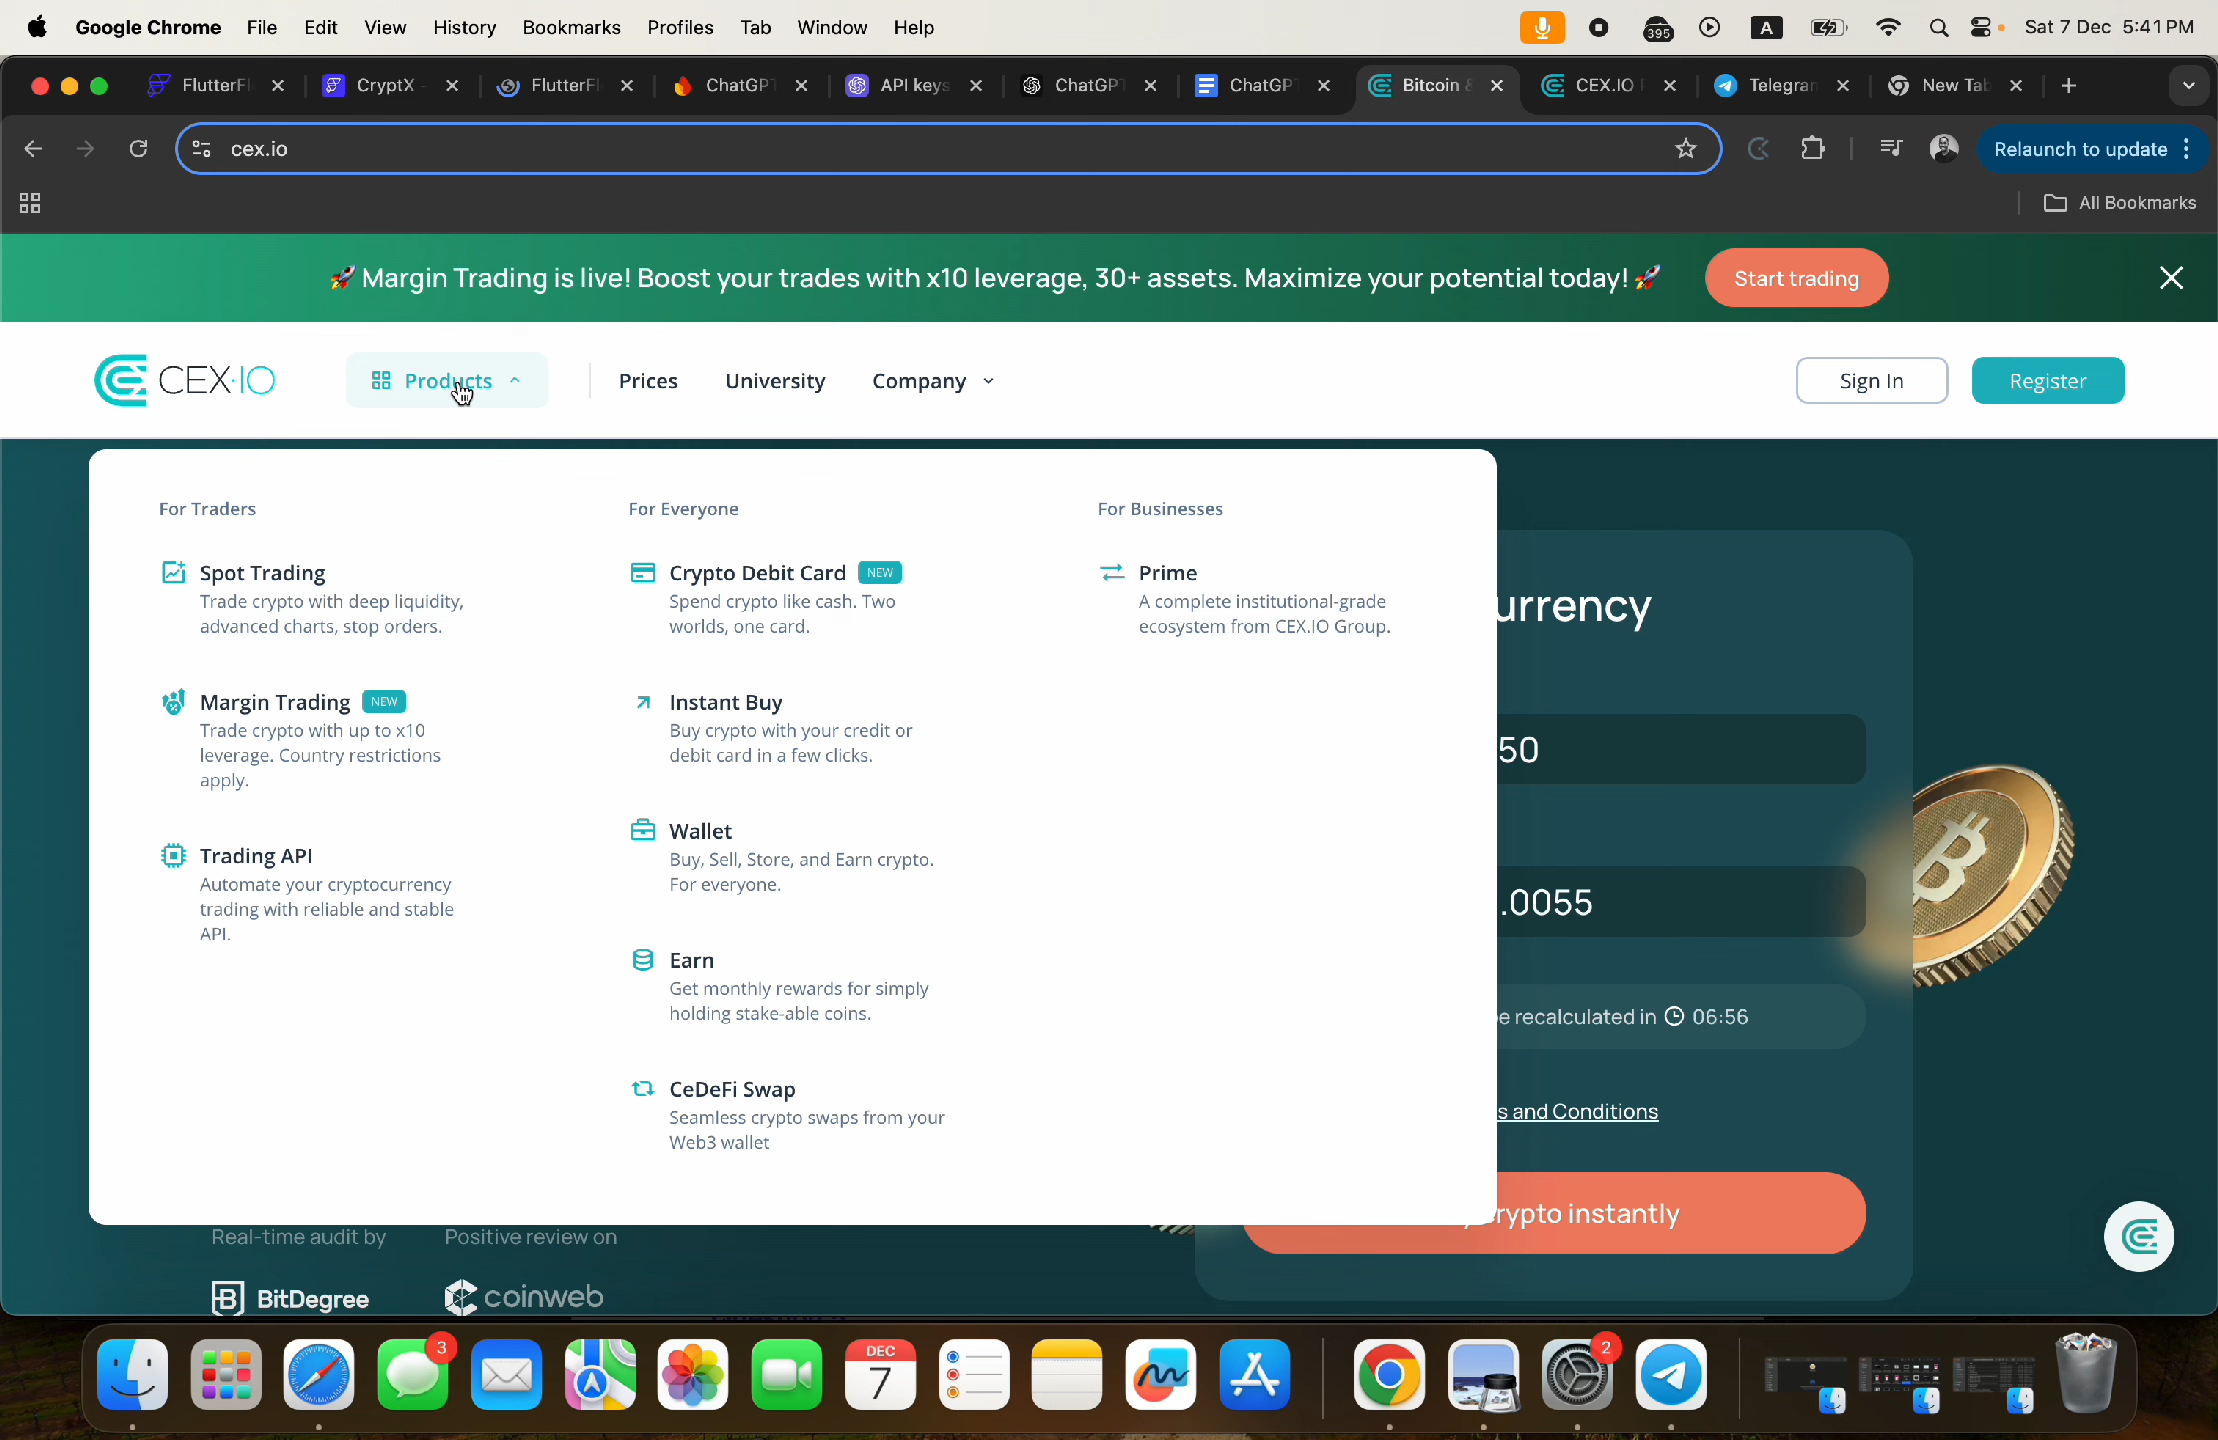 Google Chrome File Edit View History Bookmarks Profiles Tab Window Help
395
A
Sat 7 Dec 5:41 PM
FlutterFl
CryptX -
FlutterFl
ChatGPT
API keys
ChatGPT
ChatGPT
Bitcoin &
CEX.IO
Telegram
New Tab
cex.io
Relaunch to update
All Bookmarks
🚀 Margin Trading is live! Boost your trades with x10 leverage, 30+ assets. Maximize your potential today! 🚀
Start trading
CEX·IO
Products
Prices
University
Company
Sign In
Register
For Traders
Spot Trading
Trade crypto with deep liquidity,
advanced charts, stop orders.
Margin Trading NEW
Trade crypto with up to x10
leverage. Country restrictions
apply.
Trading API
Automate your cryptocurrency
trading with reliable and stable
API.
For Everyone
Crypto Debit Card NEW
Spend crypto like cash. Two
worlds, one card.
Instant Buy
Buy crypto with your credit or
debit card in a few clicks.
Wallet
Buy, Sell, Store, and Earn crypto.
For everyone.
Earn
Get monthly rewards for simply
holding stake-able coins.
CeDeFi Swap
Seamless crypto swaps from your
Web3 wallet
For Businesses
Prime
A complete institutional-grade
ecosystem from CEX.IO Group.
urrency
50
.0055
e recalculated in 06:56
s and Conditions
rypto instantly
Real-time audit by
Positive review on
BitDegree
coinweb
3
DEC
7
2